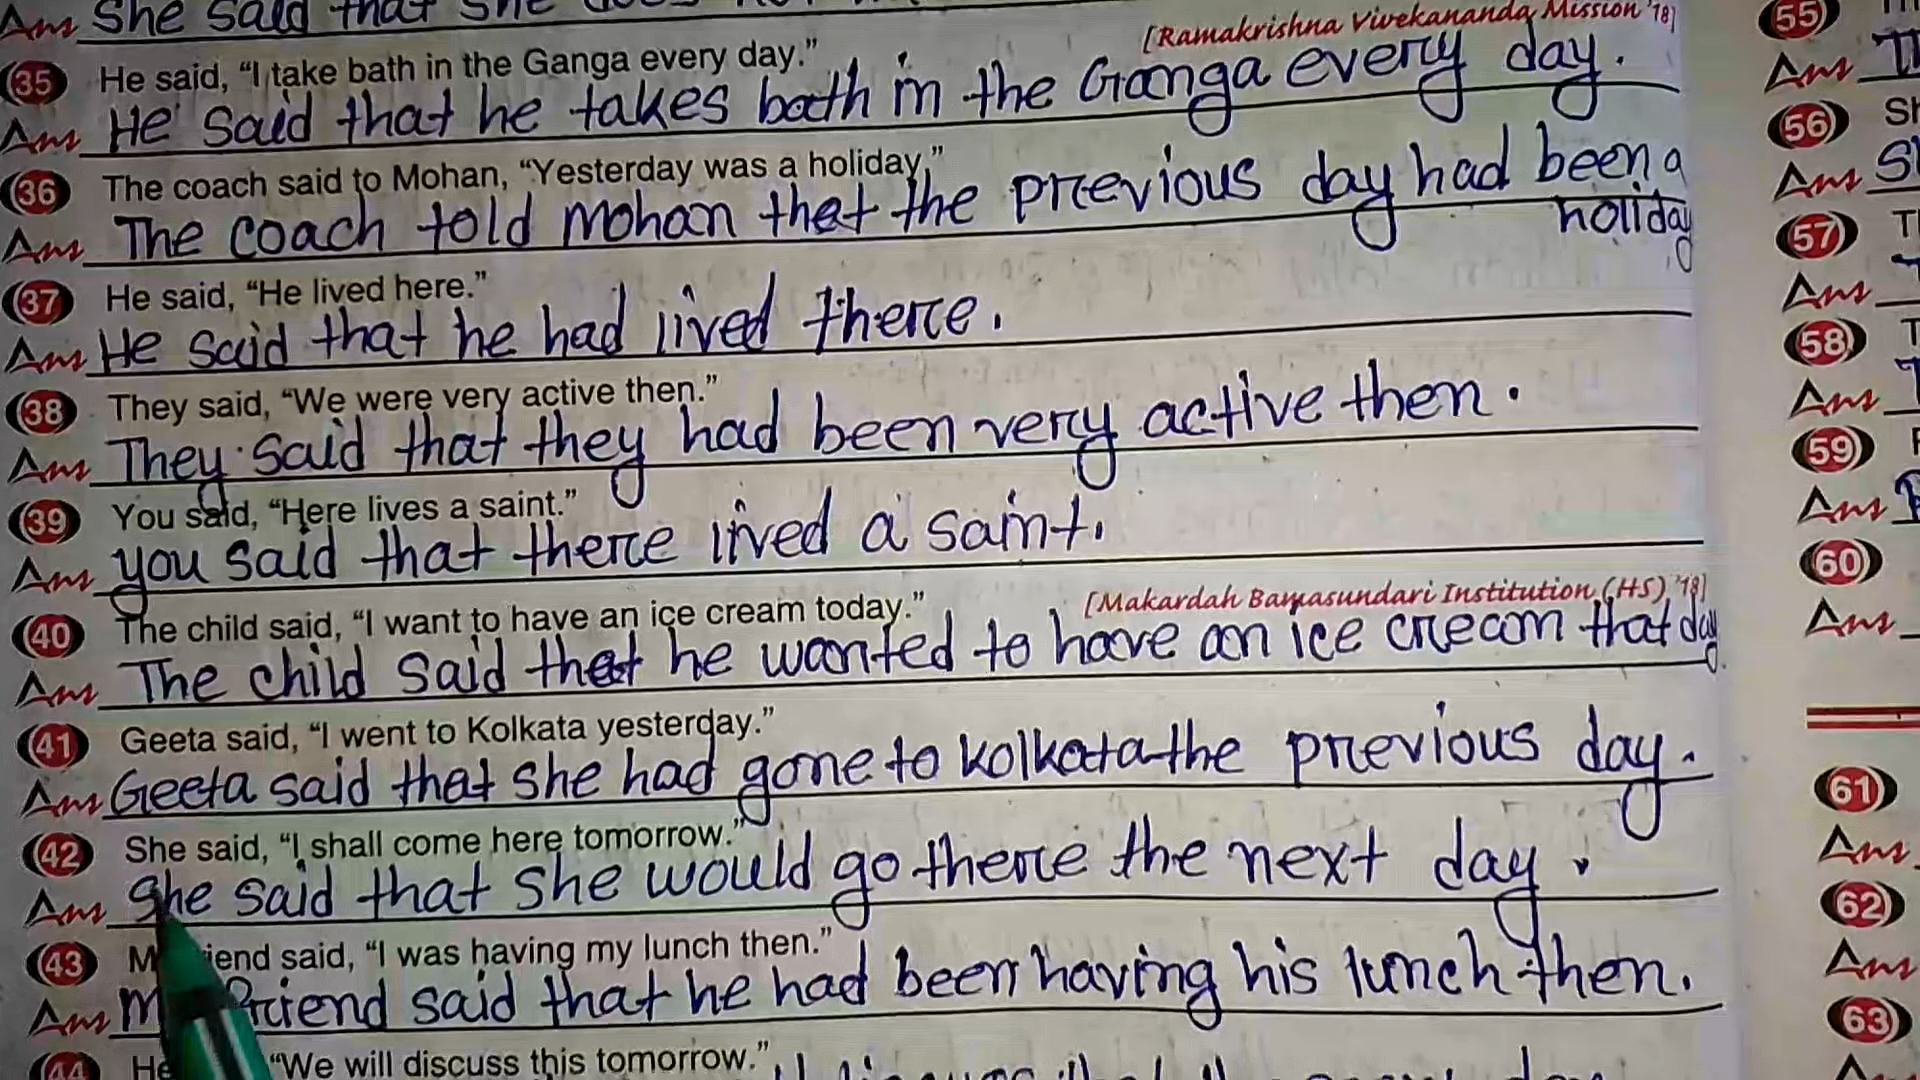 Ans She said that she does not
[Ramakrishna Vivekananda Mission '18]
35 He said, “I take bath in the Ganga every day.”
Ans He said that he takes bath in the Ganga every day.
36 The coach said to Mohan, “Yesterday was a holiday.”
Ans The coach told Mohan that the previous day had been a
holiday
37 He said, “He lived here.”
Ans He said that he had lived there.
38 They said, “We were very active then.”
Ans They said that they had been very active then.
39 You said, “Here lives a saint.”
Ans you said that there lived a saint.
[Makardah Bamasundari Institution (HS) '18]
40 The child said, “I want to have an ice cream today.”
Ans The child said that he wanted to have an ice cream that day.
41 Geeta said, “I went to Kolkata yesterday.”
Ans Geeta said that she had gone to Kolkata the previous day.
42 She said, “I shall come here tomorrow.”
Ans She said that she would go there the next day.
43 M iend said, “I was having my lunch then.”
Ans M friend said that he had been having his lunch then.
44 He “We will discuss this tomorrow.”
55
Ans
56 Sh
Ans S
57 T
Ans
58 T
Ans
59
Ans
60
Ans
61
Ans
62
Ans
63